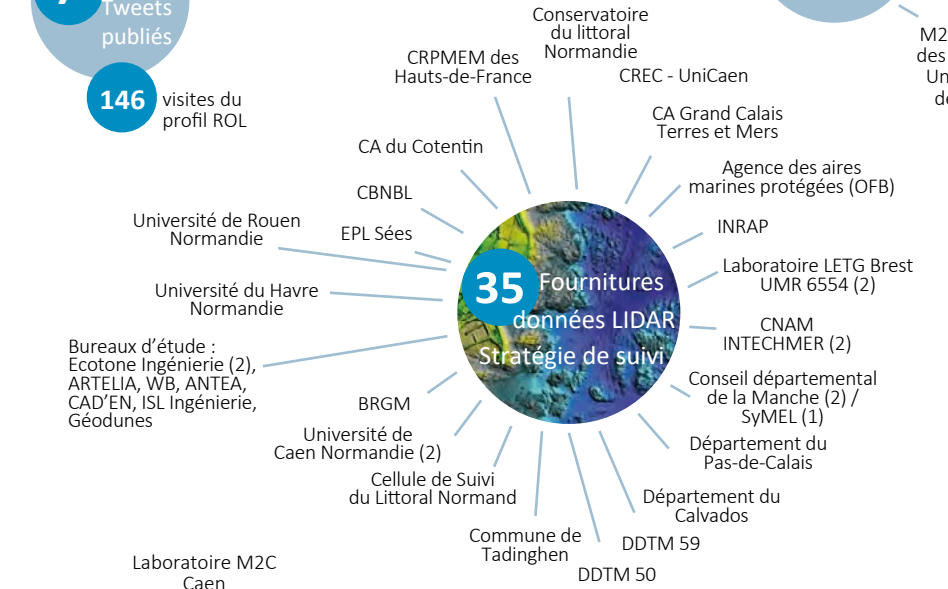 Tweets
publiés
146
visites du
profil ROL
Conservatoire
du littoral
Normandie
CRPMEM des
Hauts-de-France
CREC - UniCaen
CA Grand Calais
Terres et Mers
CA du Cotentin
Agence des aires
marines protégées (OFB)
CBNBL
INRAP
Université de Rouen
Normandie
EPL Sées
Laboratoire LETG Brest
UMR 6554 (2)
35 Fournitures
données LIDAR
Stratégie de suivi
Université du Havre
Normandie
CNAM
INTECHMER (2)
Bureaux d'étude :
Ecotone Ingénierie (2),
ARTELIA, WB, ANTEA,
CAD'EN, ISL Ingénierie,
Géodunes
Conseil départemental
de la Manche (2) /
SyMEL (1)
BRGM
Département du
Pas-de-Calais
Université de
Caen Normandie (2)
Cellule de Suivi
du Littoral Normand
Département du
Calvados
Commune de
Tadinghen
DDTM 59
DDTM 50
Laboratoire M2C
Caen
des